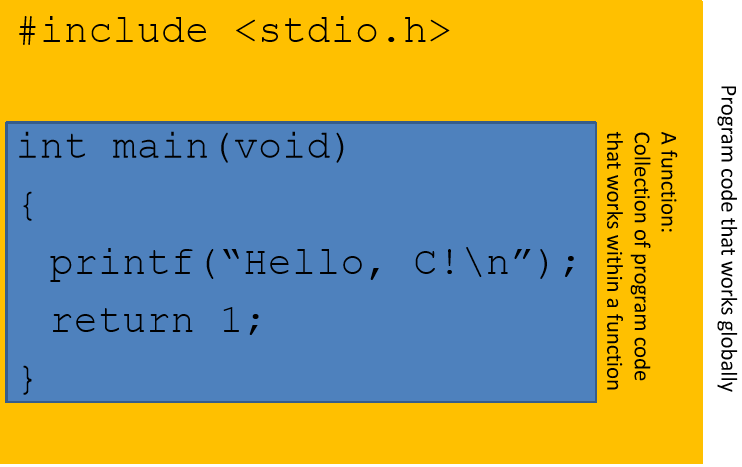 #include <stdio.h>
int main(void)
{
printf(“Hello, C!\n”);
return 1;
}
A function:
Collection of program code
that works within a function
Program code that works globally